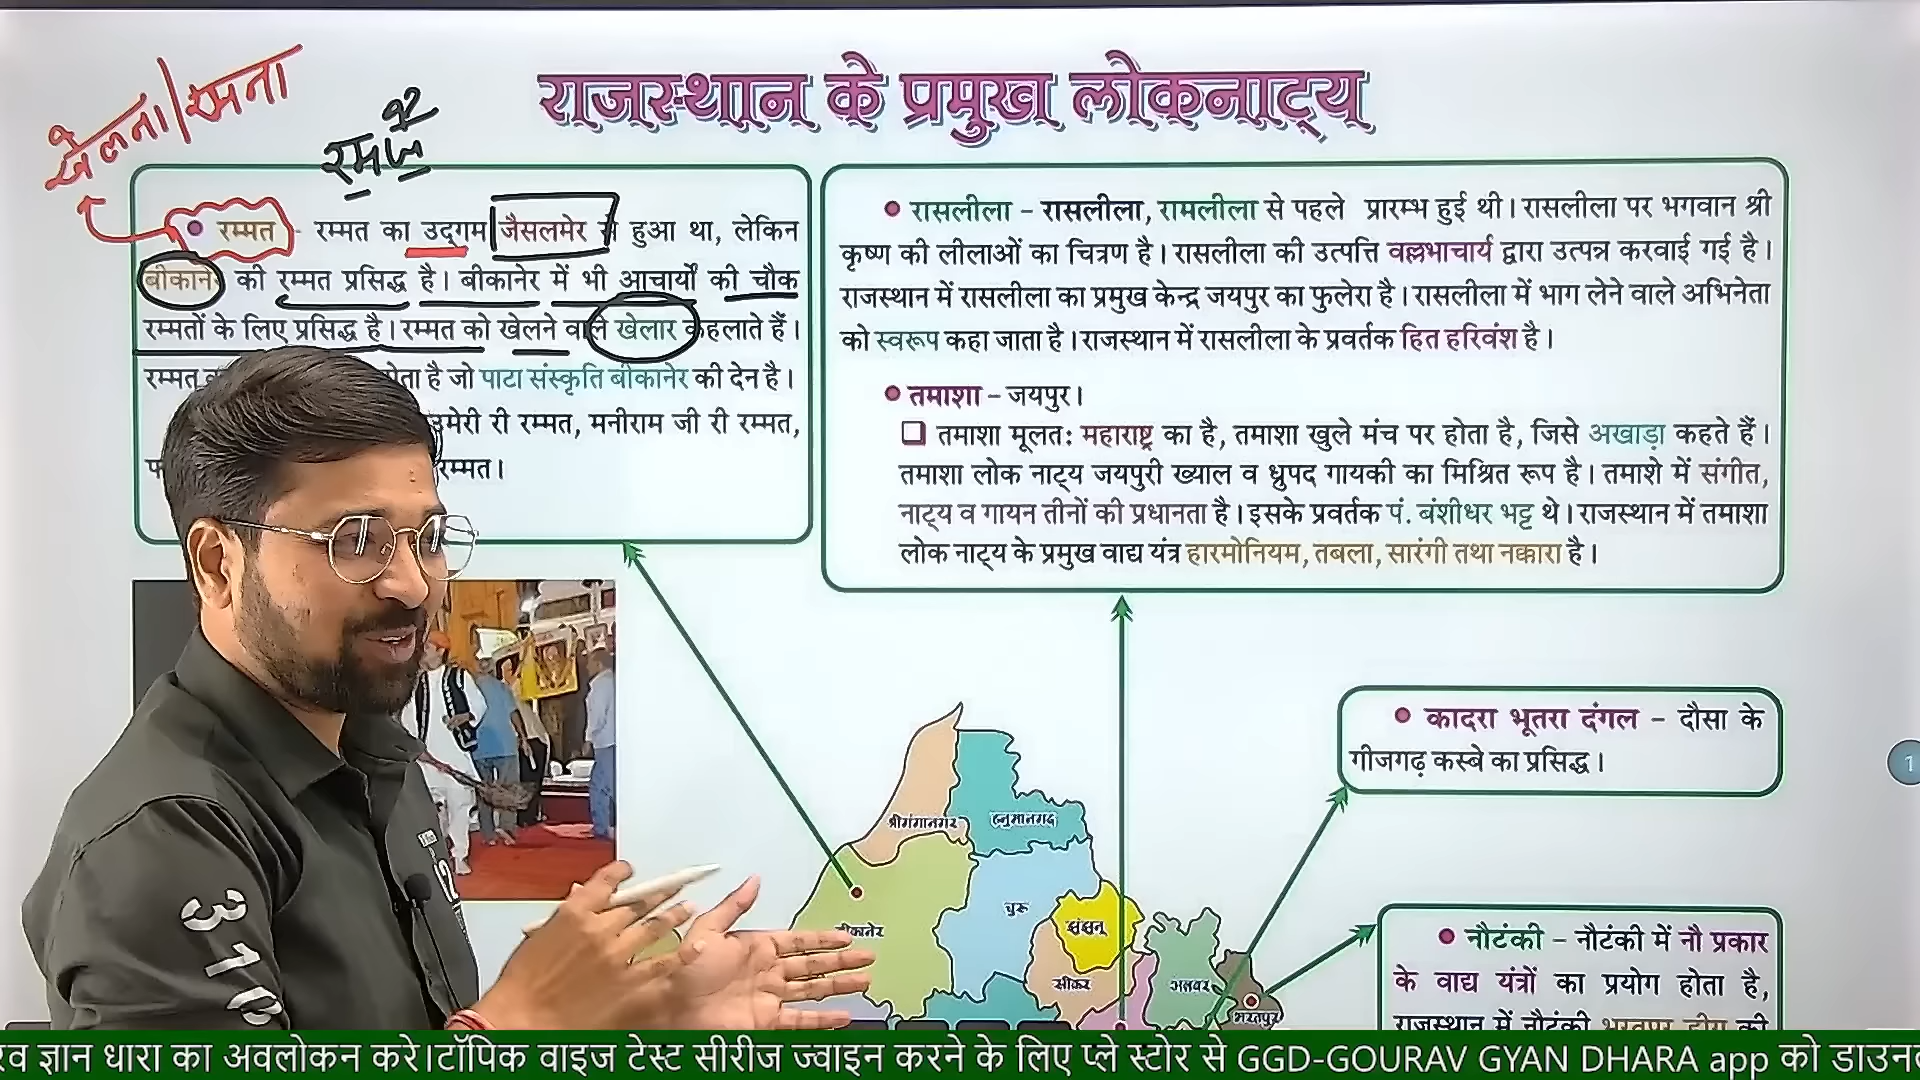 राजस्थान के प्रमुख लोकनाट्य
खेलना/रमना
रमज
रम्मत - रम्मत का उद्गम जैसलमेर से हुआ था, लेकिन
बीकानेर की रम्मत प्रसिद्ध है। बीकानेर में भी आचार्यों की चौक
रम्मतों के लिए प्रसिद्ध है। रम्मत को खेलने वाले खेलार कहलाते हैं।
रम्मत है जो पाटा संस्कृति बीकानेर की देन है।
री रम्मत, मनीराम जी री रम्मत,
रम्मत।
रासलीला – रासलीला, रामलीला से पहले प्रारम्भ हुई थी। रासलीला पर भगवान श्री
कृष्ण की लीलाओं का चित्रण है। रासलीला की उत्पत्ति वल्लभाचार्य द्वारा उत्पन्न करवाई गई है।
राजस्थान में रासलीला का प्रमुख केन्द्र जयपुर का फुलेरा है। रासलीला में भाग लेने वाले अभिनेता
को स्वरूप कहा जाता है। राजस्थान में रासलीला के प्रवर्तक हित हरिवंश है।
तमाशा – जयपुर।
तमाशा मूलतः महाराष्ट्र का है, तमाशा खुले मंच पर होता है, जिसे अखाड़ा कहते हैं।
तमाशा लोक नाट्य जयपुरी ख्याल व ध्रुपद गायकी का मिश्रित रूप है। तमाशे में संगीत,
नाट्य व गायन तीनों की प्रधानता है। इसके प्रवर्तक पं. बंशीधर भट्ट थे। राजस्थान में तमाशा
लोक नाट्य के प्रमुख वाद्य यंत्र हारमोनियम, तबला, सारंगी तथा नक्कारा है।
कादरा भूतरा दंगल – दौसा के
गीजगढ़ कस्बे का प्रसिद्ध।
1
श्रीगंगानगर
हनुमानगढ़
चुरू
झुंझुनू
बीकानेर
सीकर
अलवर
भरतपुर
नौटंकी – नौटंकी में नौ प्रकार
के वाद्य यंत्रों का प्रयोग होता है,
राजस्थान में नौटंकी भरतपुर डीग की
310
रव ज्ञान धारा का अवलोकन करे।टॉपिक वाइज टेस्ट सीरीज ज्वाइन करने के लिए प्ले स्टोर से GGD-GOURAV GYAN DHARA app को